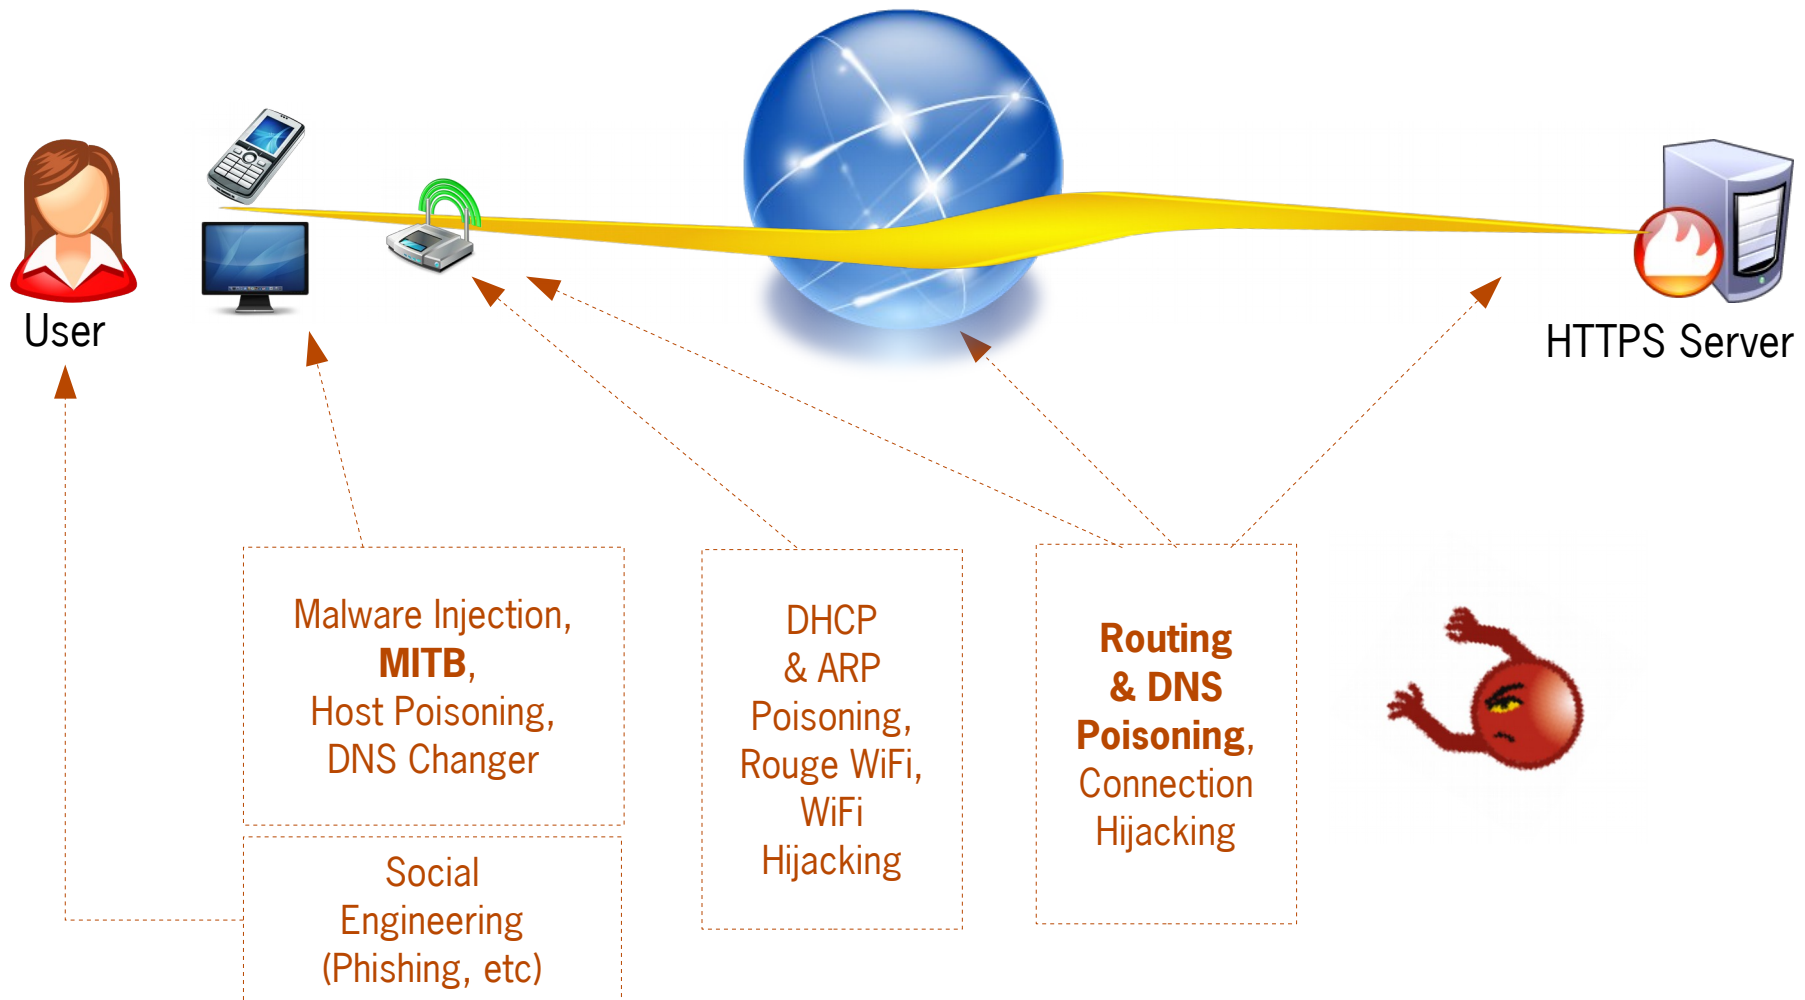 User
HTTPS Server
Malware Injection,
MITB,
Host Poisoning,
DNS Changer
Social
Engineering
(Phishing, etc)
DHCP
& ARP
Poisoning,
Rouge WiFi,
WiFi
Hijacking
Routing
& DNS
Poisoning,
Connection
Hijacking